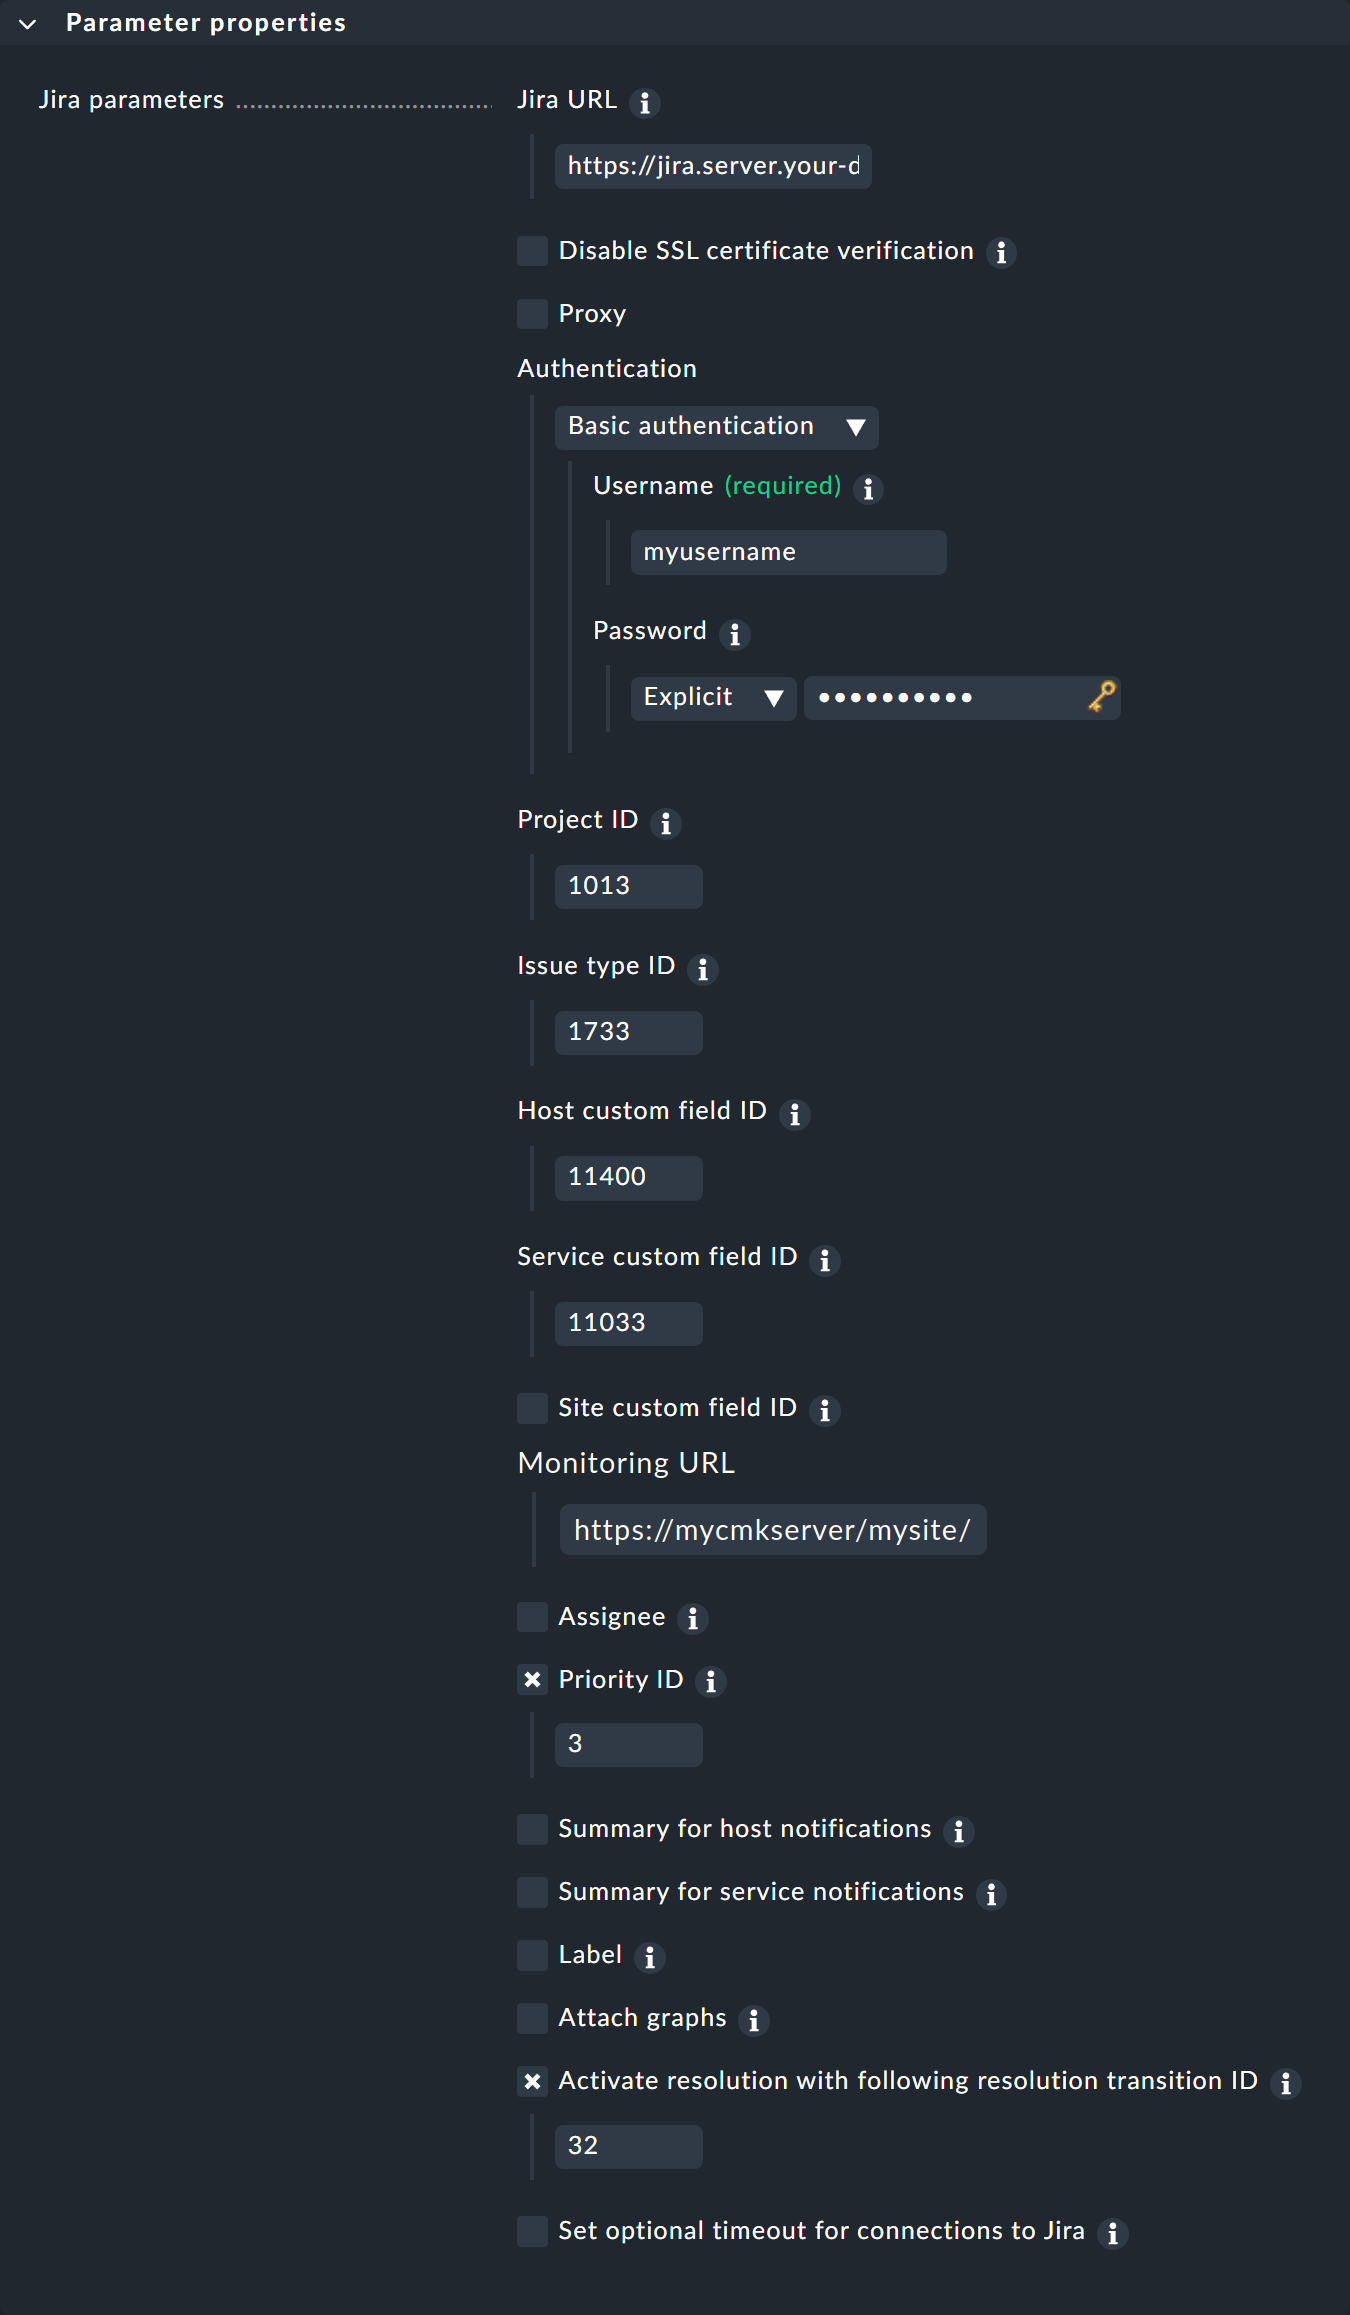 Parameter properties
Jira parameters
Jira URL
https://jira.server.your-d
Disable SSL certificate verification
Proxy
Authentication
Basic authentication
Username (required)
myusername
Password
Explicit ••••••••••
Project ID
1013
Issue type ID
1733
Host custom field ID
11400
Service custom field ID
11033
Site custom field ID
Monitoring URL
https://mycmkserver/mysite/
Assignee
Priority ID
3
Summary for host notifications
Summary for service notifications
Label
Attach graphs
Activate resolution with following resolution transition ID
32
Set optional timeout for connections to Jira